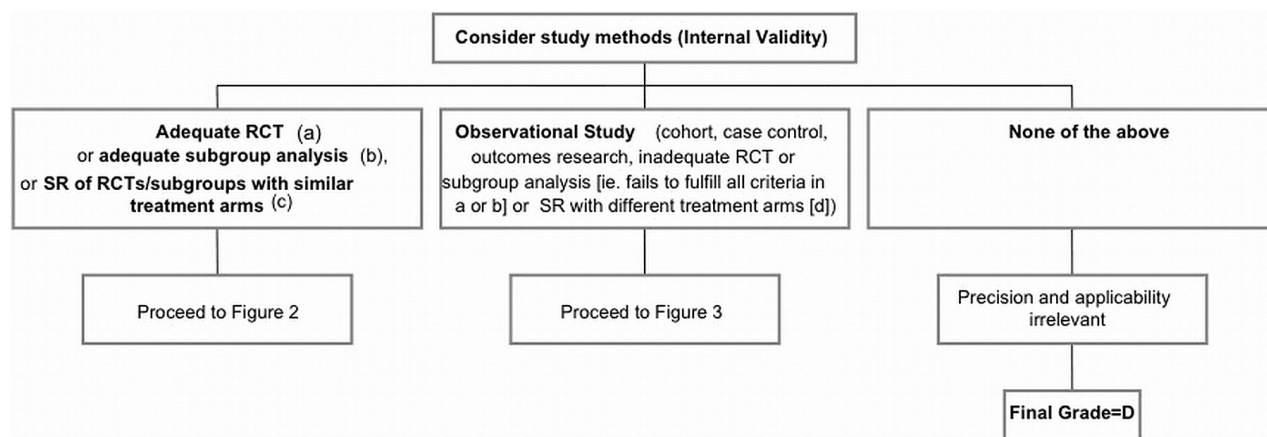 Consider study methods (Internal Validity)
Adequate RCT (a)
or adequate subgroup analysis (b),
or SR of RCTs/subgroups with similar
treatment arms (c)
Observational Study (cohort, case control,
outcomes research, inadequate RCT or
subgroup analysis [ie. fails to fulfill all criteria in
a or b] or SR with different treatment arms [d])
None of the above
Proceed to Figure 2
Proceed to Figure 3
Precision and applicability
irrelevant
Final Grade=D